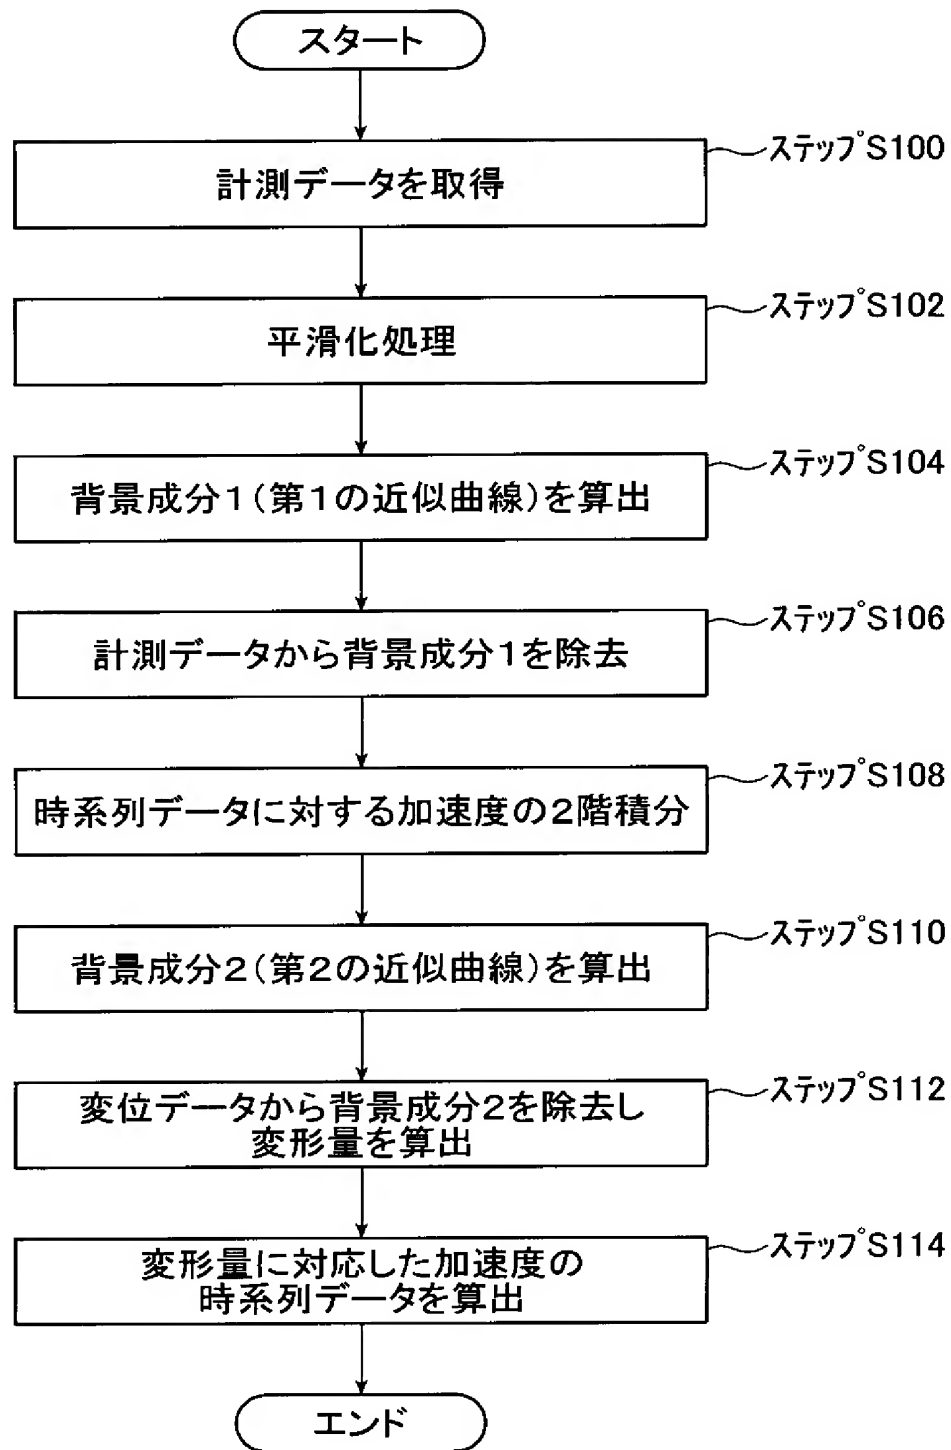 スタート
ステップS100
計測データを取得
ステップS102
平滑化処理
ステップS104
背景成分1(第1の近似曲線)を算出
ステップS106
計測データから背景成分1を除去
ステップS108
時系列データに対する加速度の2階積分
ステップS110
背景成分2(第2の近似曲線)を算出
ステップS112
変位データから背景成分2を除去し
変形量を算出
ステップS114
変形量に対応した加速度の
時系列データを算出
エンド